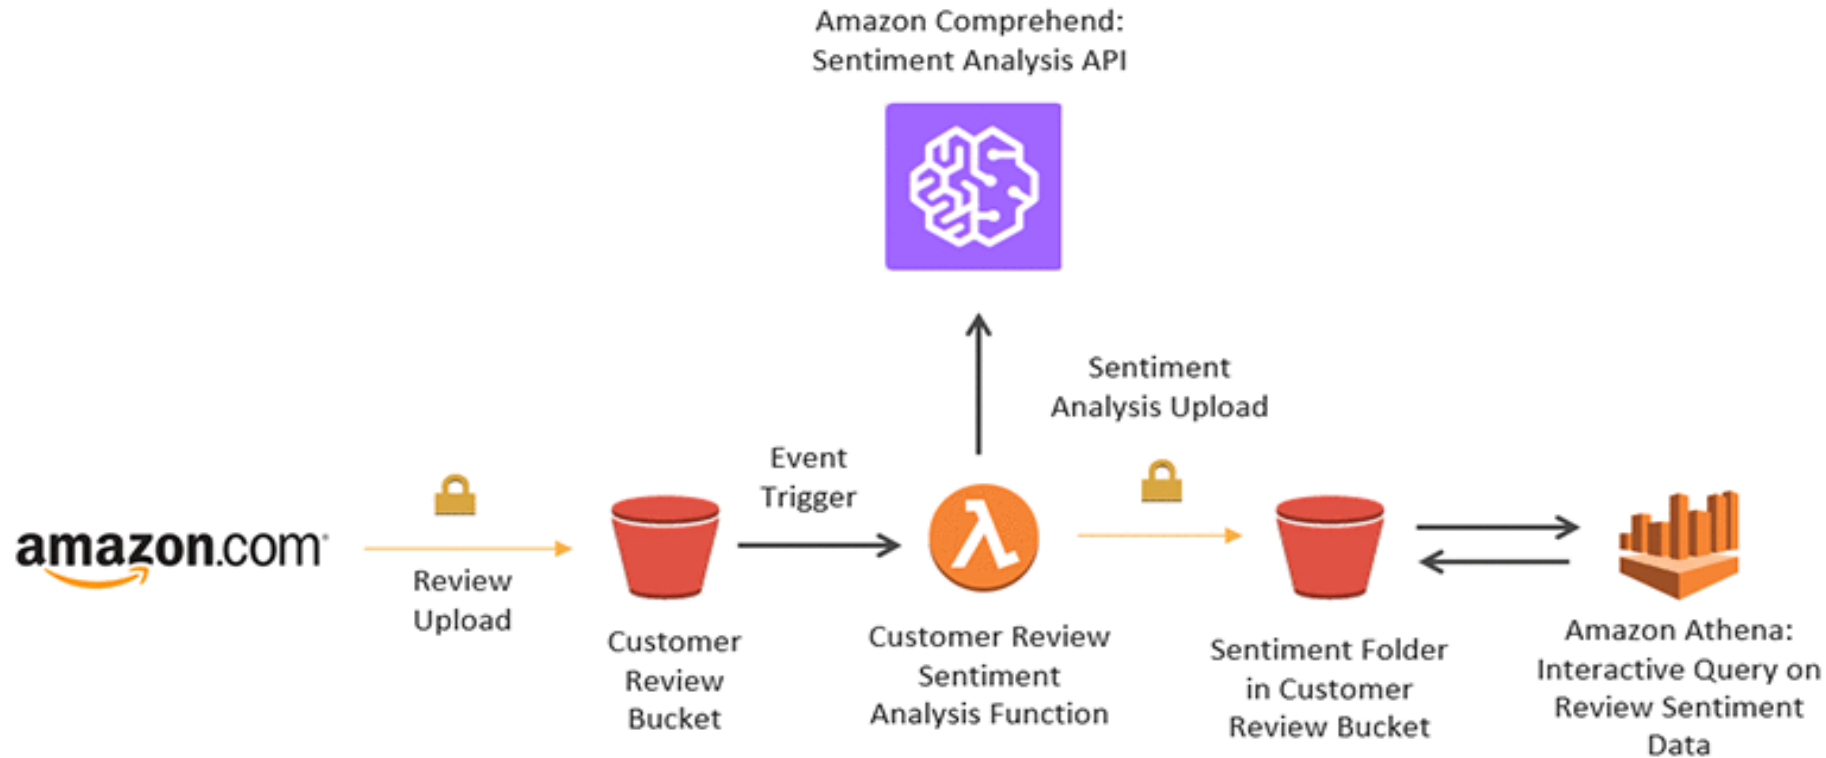 Amazon Comprehend:
Sentiment Analysis API
Sentiment
Analysis Upload
Event
Trigger
amazon.com
Review
Upload
Customer
Review
Bucket
Customer Review
Sentiment
Analysis Function
Sentiment Folder
in Customer
Review Bucket
Amazon Athena:
Interactive Query on
Review Sentiment
Data